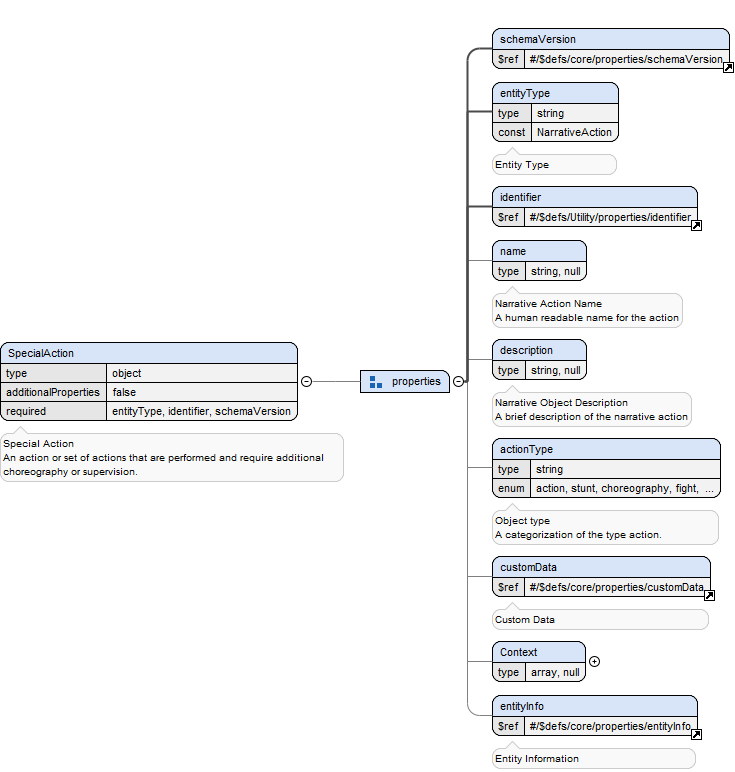 schemaVersion
$ref #/$defs/core/properties/schemaVersion
entityType
type string
const NarrativeAction
Entity Type
identifier
$ref #/$defs/Utility/properties/identifier
name
type string, null
Narrative Action Name
A human readable name for the action
SpecialAction
type object
additionalProperties false
required entityType, identifier, schemaVersion
Special Action
An action or set of actions that are performed and require additional
choreography or supervision.
properties
description
type string, null
Narrative Object Description
A brief description of the narrative action
actionType
type string
enum action, stunt, choreography, fight, ...
Object type
A categorization of the type action.
customData
$ref #/$defs/core/properties/customData
Custom Data
Context
type array, null
entityInfo
$ref #/$defs/core/properties/entityInfo
Entity Information